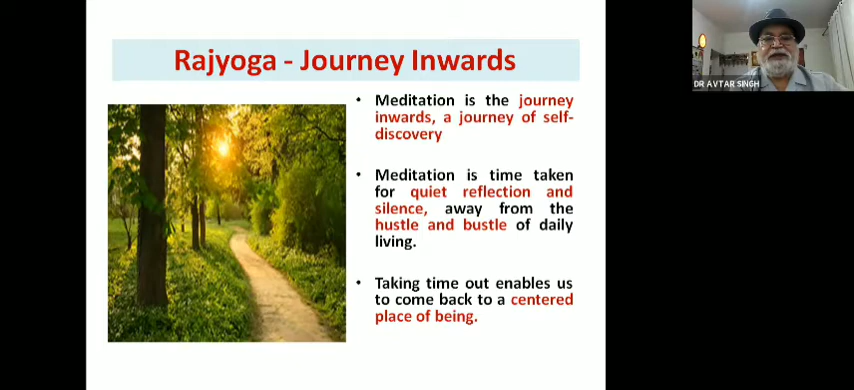 Rajyoga - Journey Inwards
• Meditation is the journey
inwards, a journey of self-
discovery
• Meditation is time taken
for quiet reflection and
silence, away from the
hustle and bustle of daily
living.
• Taking time out enables us
to come back to a centered
place of being.
DR AVTAR SINGH